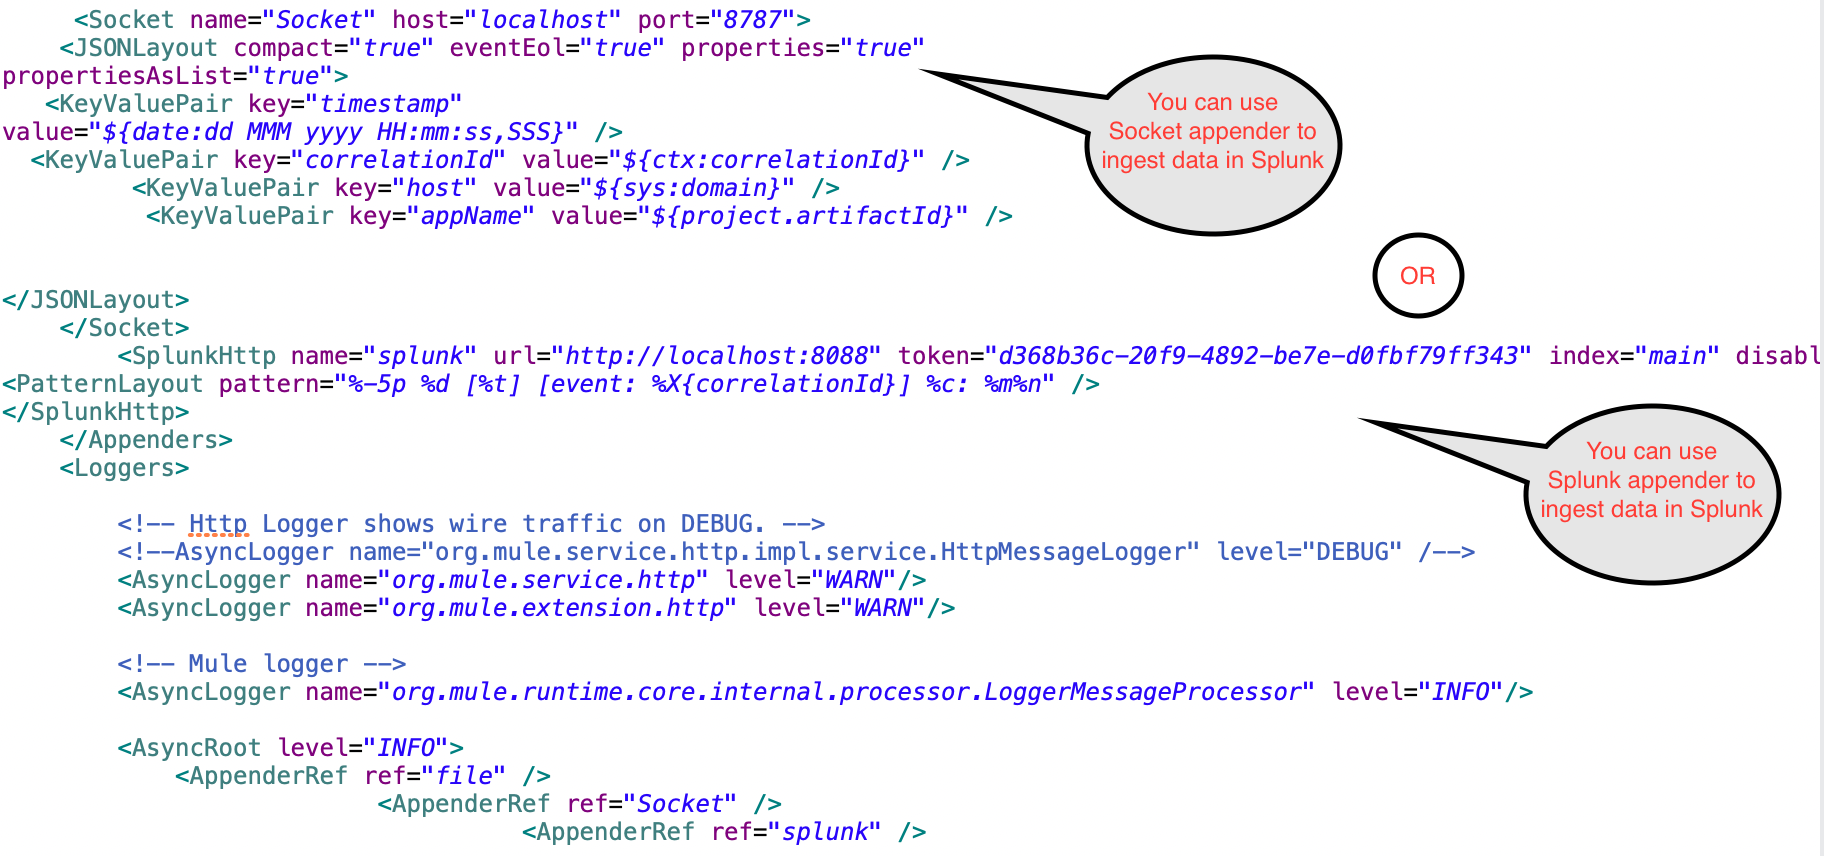 <Socket name="Socket" host="localhost" port="8787">
<JSONLayout compact="true" eventEol="true" properties="true"
propertiesAsList="true">
<KeyValuePair key="timestamp"
value="${date:dd MMM yyyy HH:mm:ss,SSS}" />
<KeyValuePair key="correlationId" value="${ctx:correlationId}" />
<KeyValuePair key="host" value="${sys:domain}" />
<KeyValuePair key="appName" value="${project.artifactId}" />
You can use
Socket appender to
ingest data in Splunk
OR
</JSONLayout>
</Socket>
<SplunkHttp name="splunk" url="http://localhost:8088" token="d368b36c-20f9-4892-be7e-d0fbf79ff343" index="main" disabl
<PatternLayout pattern="%-5p %d [%t] [event: %X{correlationId}] %c: %m%n" />
</SplunkHttp>
</Appenders>
<Loggers>
You can use
Splunk appender to
ingest data in Splunk
<!-- Http Logger shows wire traffic on DEBUG. -->
<!--AsyncLogger name="org.mule.service.http.impl.service.HttpMessageLogger" level="DEBUG" /-->
<AsyncLogger name="org.mule.service.http" level="WARN"/>
<AsyncLogger name="org.mule.extension.http" level="WARN"/>
<!-- Mule logger -->
<AsyncLogger name="org.mule.runtime.core.internal.processor.LoggerMessageProcessor" level="INFO"/>
<AsyncRoot level="INFO">
<AppenderRef ref="file" />
<AppenderRef ref="Socket" />
<AppenderRef ref="splunk" />